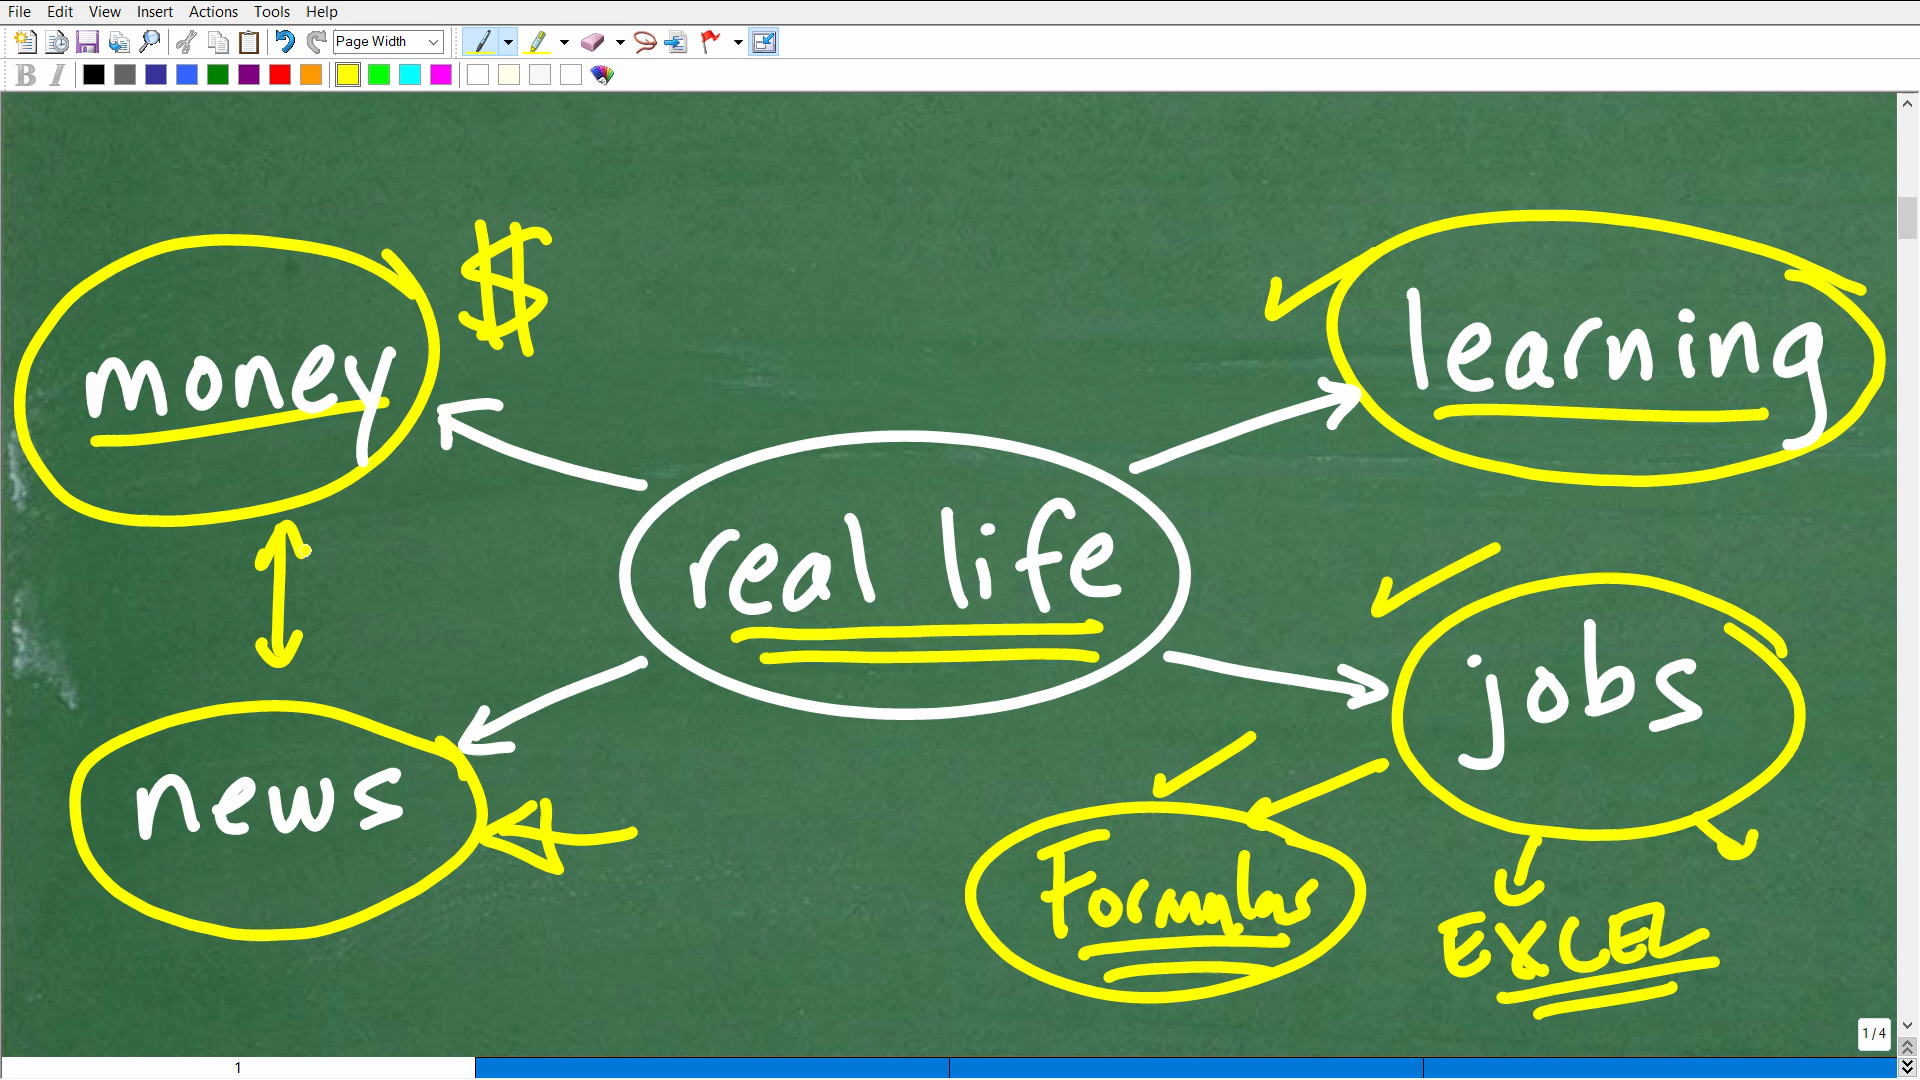 File Edit View Insert Actions Tools Help
Page Width
B I
$
money
learning
real life
jobs
news
Formulas
EXCEL
1 / 4
1